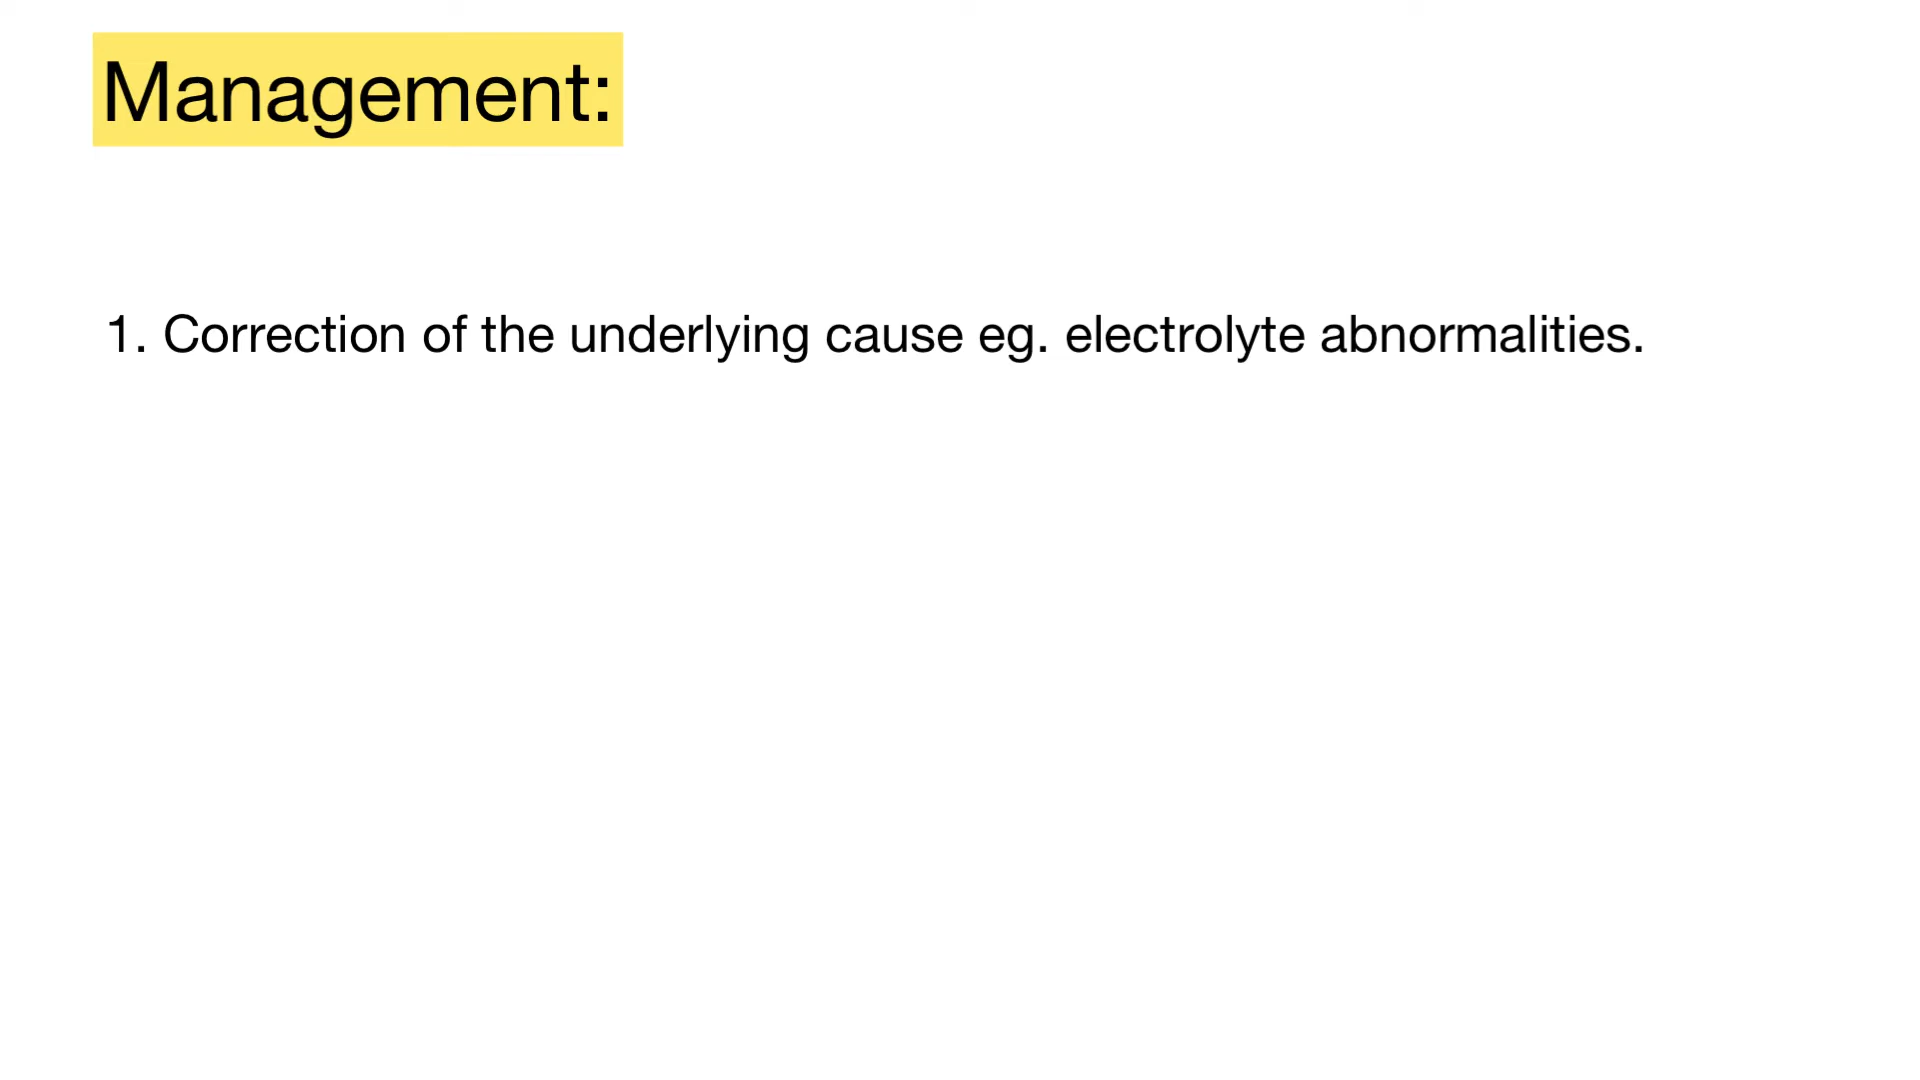 Management:
1. Correction of the underlying cause eg. electrolyte abnormalities.